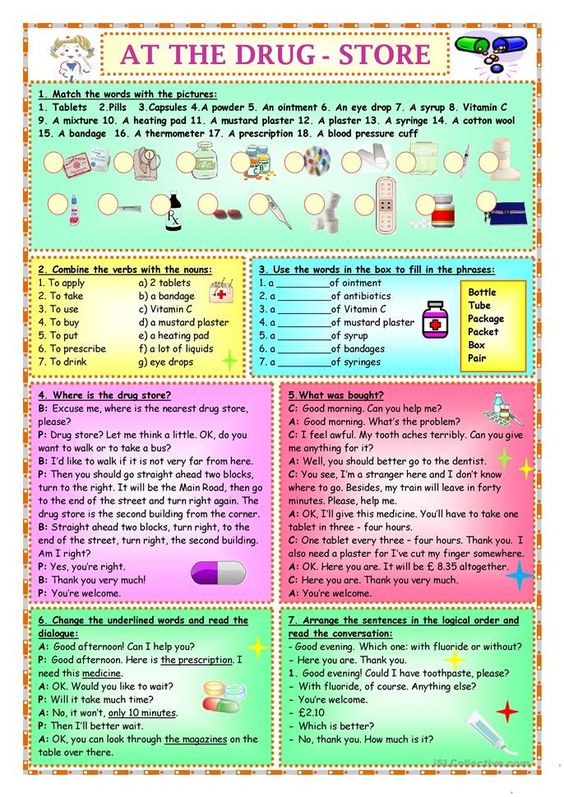 AT THE DRUG - STORE
1. Match the words with the pictures:
1. Tablets 2.Pills 3.Capsules 4.A powder 5. An ointment 6. An eye drop 7. A syrup 8. Vitamin C
9. A mixture 10. A heating pad 11. A mustard plaster 12. A plaster 13. A syringe 14. A cotton wool
15. A bandage 16. A thermometer 17. A prescription 18. A blood pressure cuff
Rx
2. Combine the verbs with the nouns:
1. To apply a) 2 tablets
2. To take b) a bandage
3. To use c) Vitamin C
4. To buy d) a mustard plaster
5. To put e) a heating pad
6. To prescribe f) a lot of liquids
7. To drink g) eye drops
3. Use the words in the box to fill in the phrases:
1. a _________of ointment
2. a _________of antibiotics
3. a _________of Vitamin C
4. a _________of mustard plaster
5. a _________of syrup
6. a _________of bandages
7. a _________of syringes
Bottle
Tube
Package
Packet
Box
Pair
4. Where is the drug store?
B: Excuse me, where is the nearest drug store,
please?
P: Drug store? Let me think a little. OK, do you
want to walk or to take a bus?
B: I'd like to walk if it is not very far from here.
P: Then you should go straight ahead two blocks,
turn to the right. It will be the Main Road, then go
to the end of the street and turn right again. The
drug store is the second building from the corner.
B: Straight ahead two blocks, turn right, to the
end of the street, turn right, the second building.
Am I right?
P: Yes, you're right.
B: Thank you very much!
P: You're welcome.
5.What was bought?
C: Good morning. Can you help me?
A: Good morning. What's the problem?
C: I feel awful. My tooth aches terribly. Can you give
me anything for it?
A: Well, you should better go to the dentist.
C: You see, I'm a stranger here and I don't know
where to go. Besides, my train will leave in forty
minutes. Please, help me.
A: OK, I'll give this medicine. You'll have to take one
tablet in three - four hours.
C: One tablet every three - four hours. Thank you. I
also need a plaster for I've cut my finger somewhere.
A: OK. Here you are. It will be £ 8.35 altogether.
C: Here you are. Thank you very much.
A: You're welcome.
6. Change the underlined words and read the
dialogue:
A: Good afternoon! Can I help you?
P: Good afternoon. Here is the prescription. I
need this medicine.
A: OK. Would you like to wait?
P: Will it take much time?
A: No, it won't, only 10 minutes.
P: Then I'll better wait.
A: OK, you can look through the magazines on the
table over there.
7. Arrange the sentences in the logical order and
read the conversation:
- Good evening. Which one: with fluoride or without?
- Here you are. Thank you.
1. Good evening! Could I have toothpaste, please?
- With fluoride, of course. Anything else?
- You're welcome.
- £2.10
- Which is better?
- No, thank you. How much is it?
iSLCollective.com